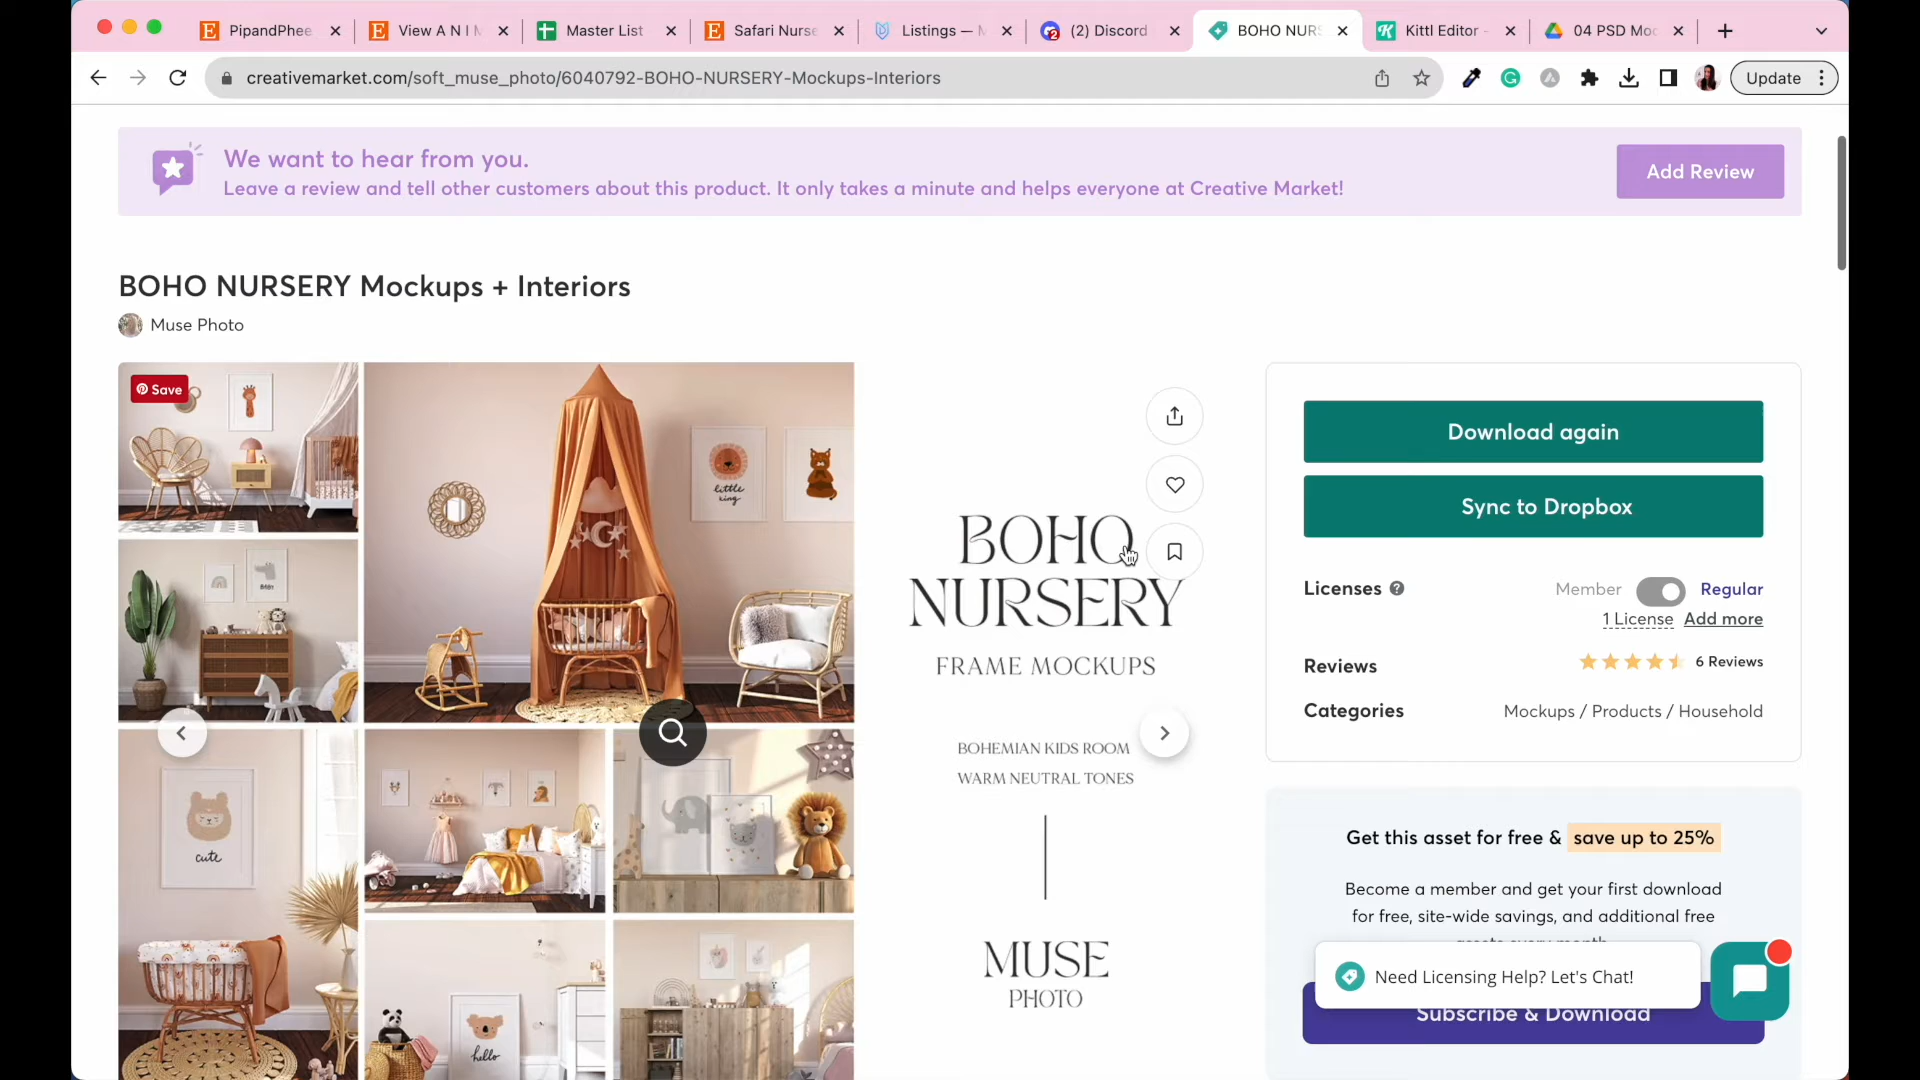 PipandPhee
View A N I M
Master List
Safari Nurse
Listings — M
(2) Discord
BOHO NURS
Kittl Editor -
04 PSD Moc
creativemarket.com/soft_muse_photo/6040792-BOHO-NURSERY-Mockups-Interiors
Update
We want to hear from you.
Leave a review and tell other customers about this product. It only takes a minute and helps everyone at Creative Market!
Add Review
BOHO NURSERY Mockups + Interiors
Muse Photo
Save
little
king
BABY
cute
hello
BOHO
NURSERY
FRAME MOCKUPS
BOHEMIAN KIDS ROOM
WARM NEUTRAL TONES
MUSE
PHOTO
Download again
Sync to Dropbox
Licenses
Member
Regular
1 License Add more
Reviews
6 Reviews
Categories
Mockups / Products / Household
Get this asset for free & save up to 25%
Become a member and get your first download
for free, site-wide savings, and additional free
assets every month.
Need Licensing Help? Let's Chat!
Subscribe & Download